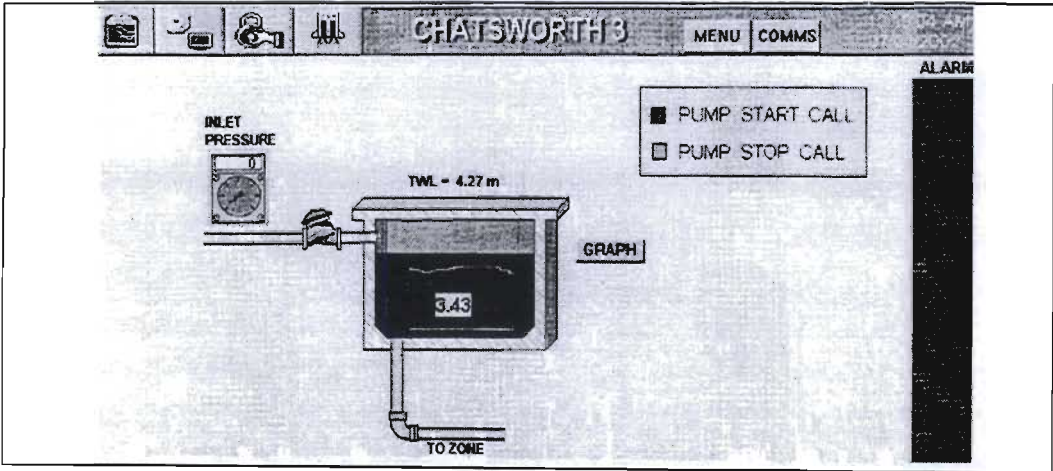 CHATSWORTH 3
MENU COMMS
ALARM
PUMP START CALL
PUMP STOP CALL
INLET
PRESSURE
0
TWL = 4.27 m
GRAPH
3.43
TO ZONE